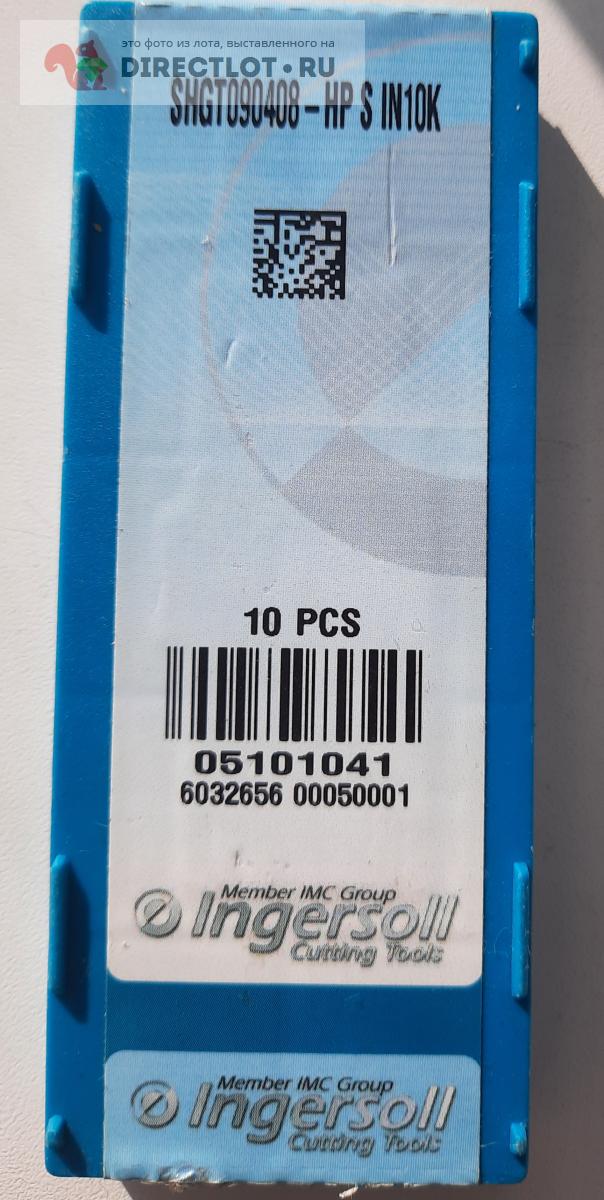 это фото из лота, выставленного на
DIRECTLOT.RU
SHGT090408-HP S IN10K
10 PCS
05101041
6032656 00050001
Member IMC Group
Ingersoll
Cutting Tools
Member IMC Group
Ingersoll
Cutting Tools